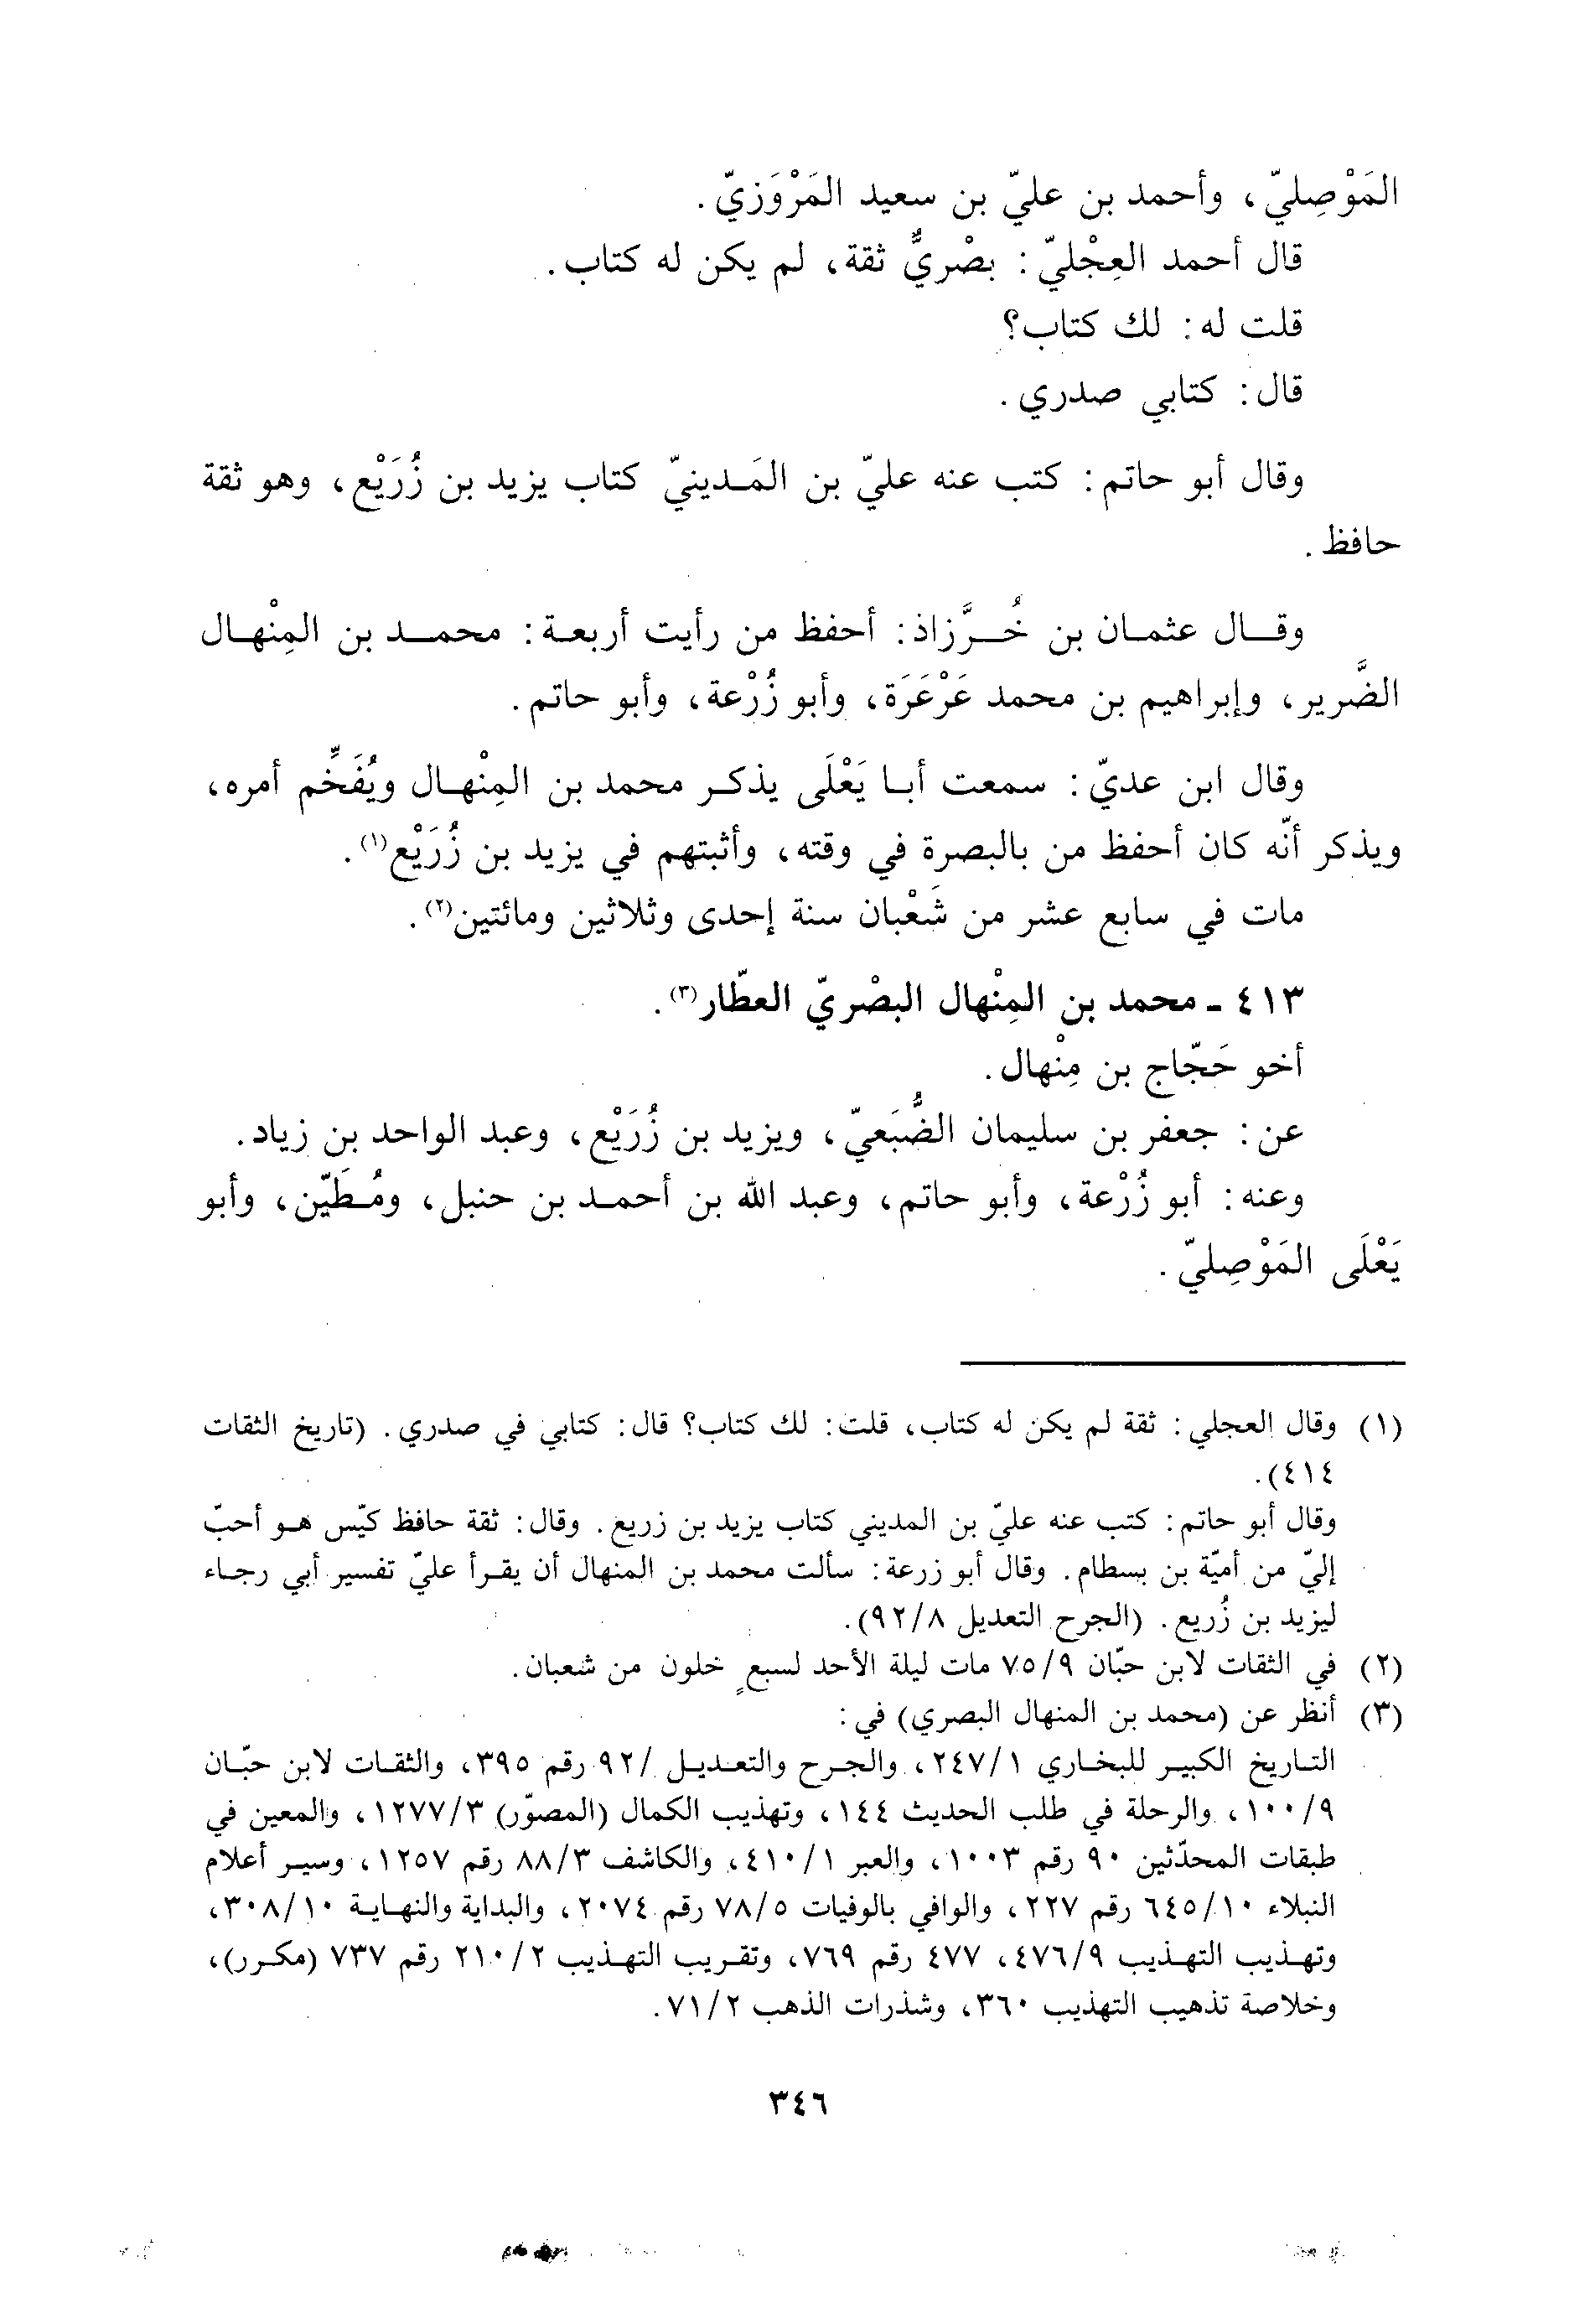 المَوْصِليّ، وأحمد بن عليّ بن سعيد المَرْوَزيّ.
قال أحمد العِجْليّ: بصْريٌّ ثقة، لم يكن له كتاب.
قلت له: لك كتاب؟
قال: كتابي صدري.
وقال أبو حاتم: كتب عنه عليّ بن المَدينيّ كتاب يزيد بن زُرَيْع، وهو ثقة
حافظ.
وقال عثمان بن خُرَّزاذ: أحفظ من رأيت أربعة: محمد بن المِنْهال
الضَّرير، وإبراهيم بن محمد عَرْعَرَة، وأبو زُرْعة، وأبو حاتم.
وقال ابن عديّ: سمعت أبا يَعْلَى يذكر محمد بن المِنْهال ويُفَخِّم أمره،
ويذكر أنّه كان أحفظ من بالبصرة في وقته، وأثبتهم في يزيد بن زُرَيْع(١).
مات في سابع عشر من شَعْبان سنة إحدى وثلاثين ومائتين(٢).
٤١٣ ـ محمد بن المِنْهال البصْريّ العطّار(٣).
أخو حَجّاج بن مِنْهال.
عن: جعفر بن سليمان الضُّبَعيّ، ويزيد بن زُرَيْع، وعبد الواحد بن زياد.
وعنه: أبو زُرْعة، وأبو حاتم، وعبد الله بن أحمد بن حنبل، ومُطَيّن، وأبو
يَعْلَى المَوْصِليّ.
(١) وقال العجلي: ثقة لم يكن له كتاب، قلت: لك كتاب؟ قال: كتابي في صدري. (تاريخ الثقات
٤١٤).
وقال أبو حاتم: كتب عنه عليّ بن المديني كتاب يزيد بن زريع. وقال: ثقة حافظ كيّس هو أحبّ
إليّ من أميّة بن بسطام. وقال أبو زرعة: سألت محمد بن المنهال أن يقرأ عليّ تفسير أبي رجاء
ليزيد بن زُريع. (الجرح التعديل ٩٢/٨).
(٢) في الثقات لابن حبّان ٧٥/٩ مات ليلة الأحد لسبعٍ خلون من شعبان.
(٣) أنظر عن (محمد بن المنهال البصري) في:
التاريخ الكبير للبخاري ٢٤٧/١، والجرح والتعديل /٩٢ رقم ٣٩٥، والثقات لابن حبّان
١٠٠/٩، والرحلة في طلب الحديث ١٤٤، وتهذيب الكمال (المصوّر) ١٢٧٧/٣، والمعين في
طبقات المحدّثين ٩٠ رقم ١٠٠٣، والعبر ٤١٠/١، والكاشف ٨٨/٣ رقم ١٢٥٧، وسير أعلام
النبلاء ٦٤٥/١٠ رقم ٢٢٧، والوافي بالوفيات ٧٨/٥ رقم ٢٠٧٤، والبداية والنهاية ٣٠٨/١٠،
وتهذيب التهذيب ٤٧٦/٩، ٤٧٧ رقم ٧٦٩، وتقريب التهذيب ٢١٠/٢ رقم ٧٣٧ (مكرر)،
وخلاصة تذهيب التهذيب ٣٦٠، وشذرات الذهب ٧١/٢.
٣٤٦